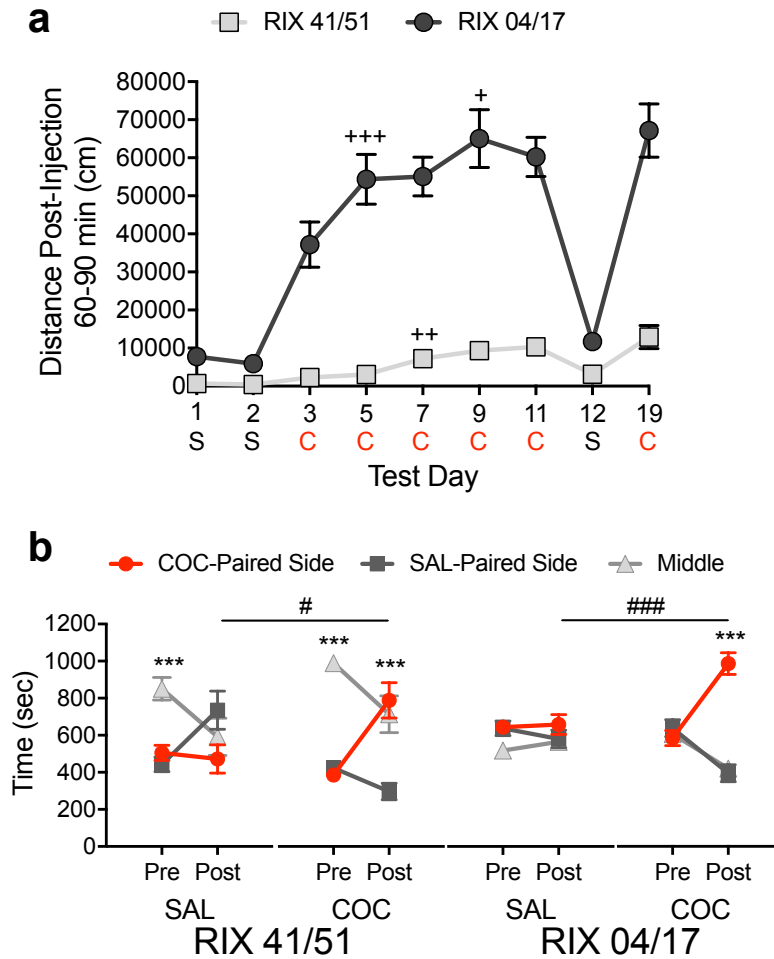 a
RIX 41/51 RIX 04/17
Distance Post-Injection
60-90 min (cm)
80000
70000
60000
50000
40000
30000
20000
10000
0
+++
+
++
1 2 3 5 7 9 11 12 19
S S C C C C C S C
Test Day
b
COC-Paired Side SAL-Paired Side Middle
Time (sec)
1200
1000
800
600
400
200
0
# ###
*** *** *** ***
Pre Post Pre Post Pre Post Pre Post
SAL COC SAL COC
RIX 41/51 RIX 04/17